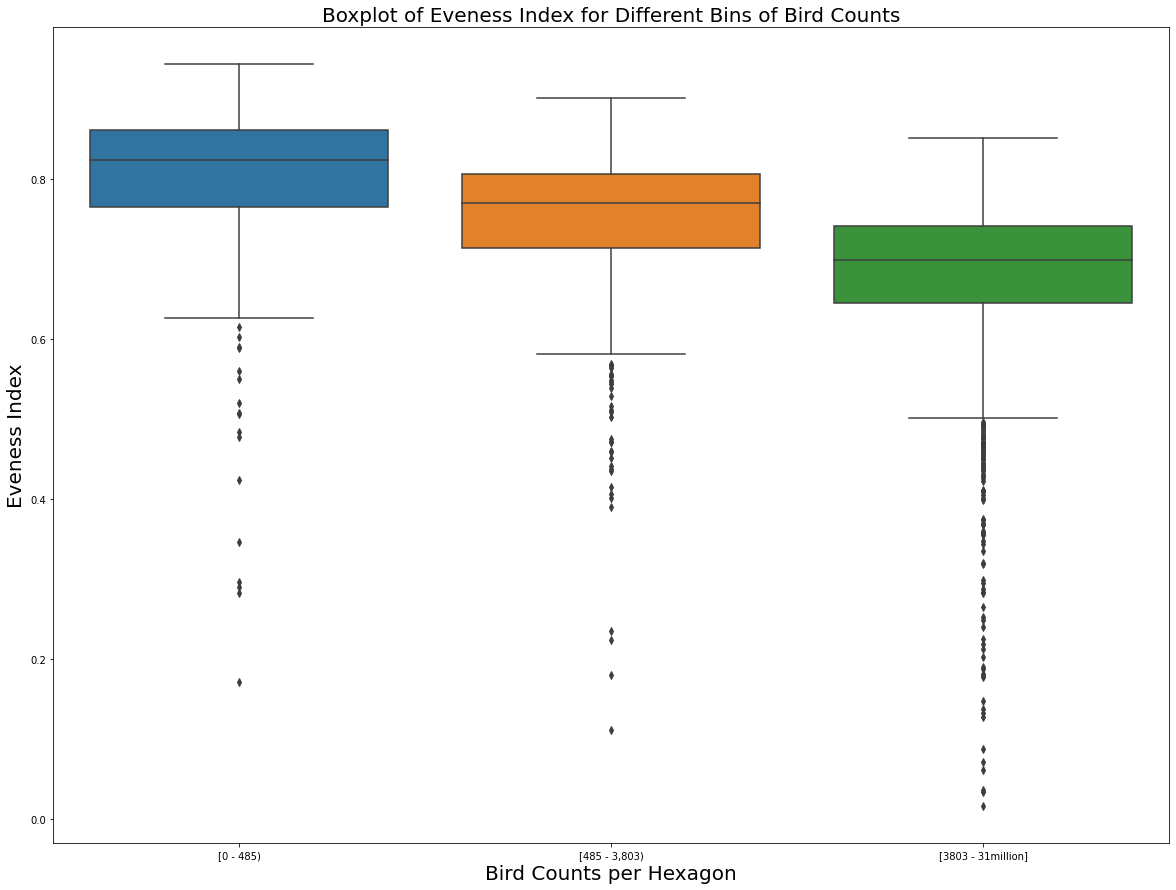 Boxplot of Eveness Index for Different Bins of Bird Counts
Eveness Index
0.8
0.6
0.4
0.2
0.0
[0 - 485)
[485 - 3,803)
[3803 - 31million]
Bird Counts per Hexagon